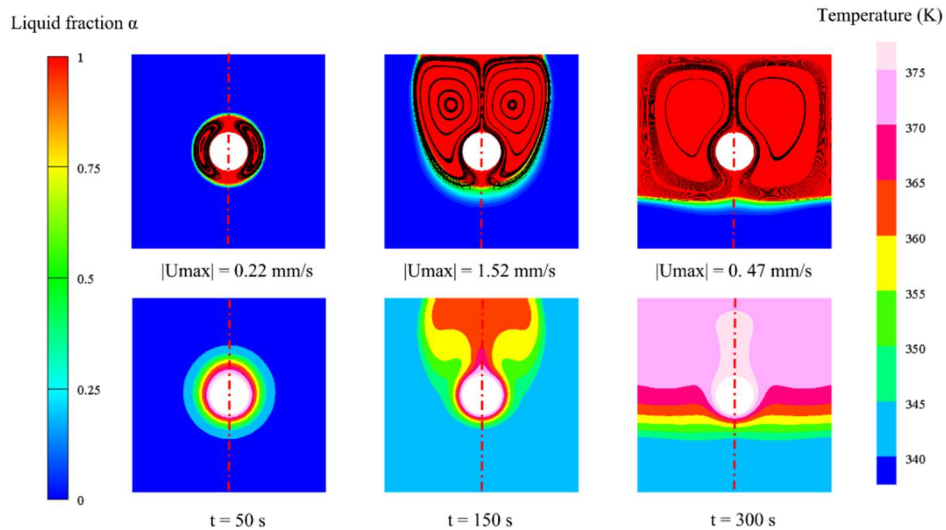 Liquid fraction α
Temperature (K)
1
0.75
0.5
0.25
0
375
370
365
360
355
350
345
340
|Umax| = 0.22 mm/s
|Umax| = 1.52 mm/s
|Umax| = 0. 47 mm/s
t = 50 s
t = 150 s
t = 300 s